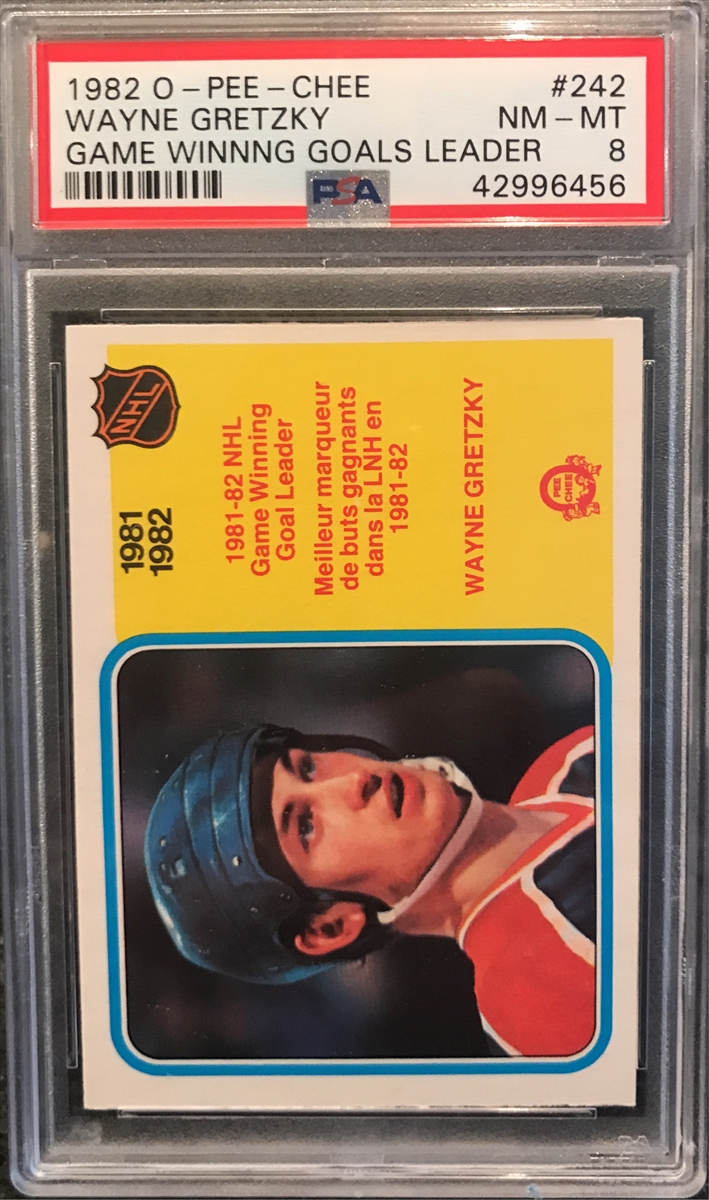 1982 O-PEE-CHEE #242
WAYNE GRETZKY NM-MT
GAME WINNNG GOALS LEADER 8
PSA 42996456
NHL
1981
1982
1981-82 NHL
Game Winning
Goal Leader
Meilleur marqueur
de buts gagnants
dans la LNH en
1981-82
WAYNE GRETZKY
PEE
CHEE